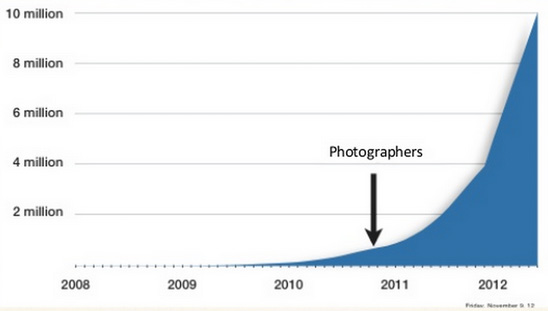 10 million
8 million
6 million
Photographers
4 million
2 million
2008 2009 2010 2011 2012
Friday, November 9, 12